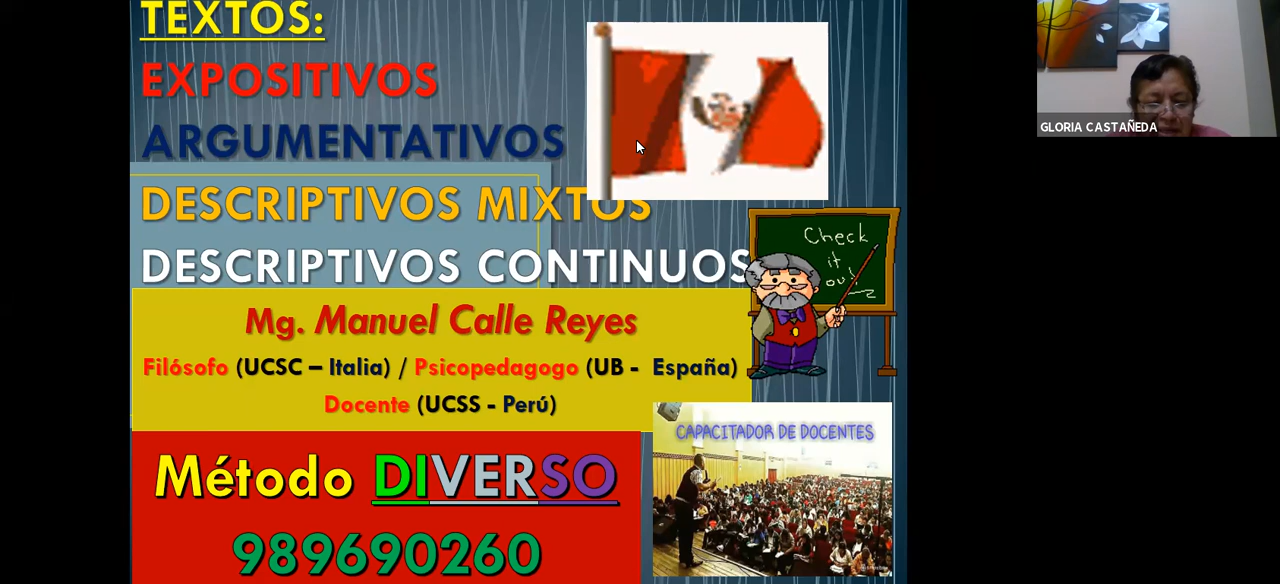 TEXTOS:
EXPOSITIVOS
ARGUMENTATIVOS
DESCRIPTIVOS MIXTOS
DESCRIPTIVOS CONTINUOS
Mg. Manuel Calle Reyes
Filósofo (UCSC – Italia) / Psicopedagogo (UB - España)
Docente (UCSS - Perú)
Método DIVERSO
989690260
Check
it
out!
CAPACITADOR DE DOCENTES
GLORIA CASTAÑEDA